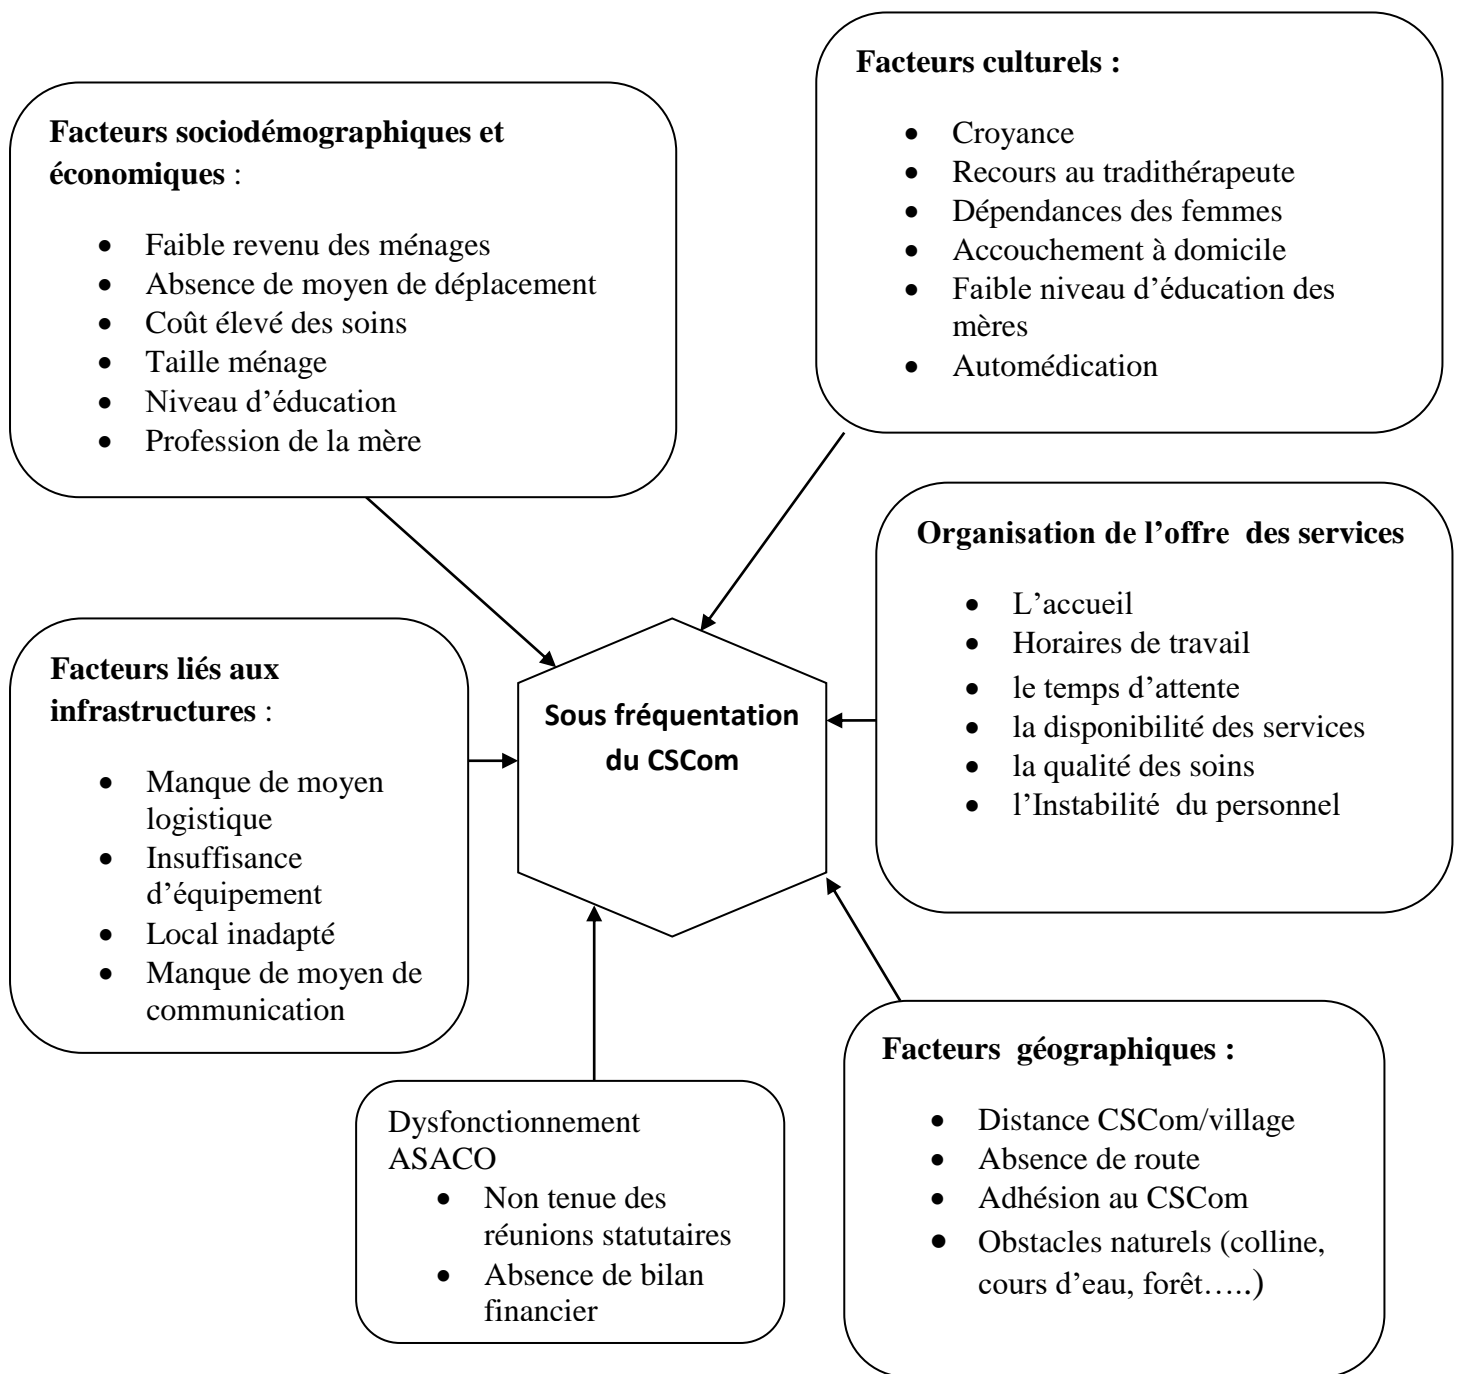 Facteurs sociodémographiques et
économiques :
• Faible revenu des ménages
• Absence de moyen de déplacement
• Coût élevé des soins
• Taille ménage
• Niveau d’éducation
• Profession de la mère
Facteurs culturels :
• Croyance
• Recours au tradithérapeute
• Dépendances des femmes
• Accouchement à domicile
• Faible niveau d’éducation des
mères
• Automédication
Organisation de l’offre des services
• L’accueil
• Horaires de travail
• le temps d’attente
• la disponibilité des services
• la qualité des soins
• l’Instabilité du personnel
Facteurs liés aux
infrastructures :
• Manque de moyen
logistique
• Insuffisance
d’équipement
• Local inadapté
• Manque de moyen de
communication
Sous fréquentation
du CSCom
Dysfonctionnement
ASACO
• Non tenue des
réunions statutaires
• Absence de bilan
financier
Facteurs géographiques :
• Distance CSCom/village
• Absence de route
• Adhésion au CSCom
• Obstacles naturels (colline,
cours d’eau, forêt…..)